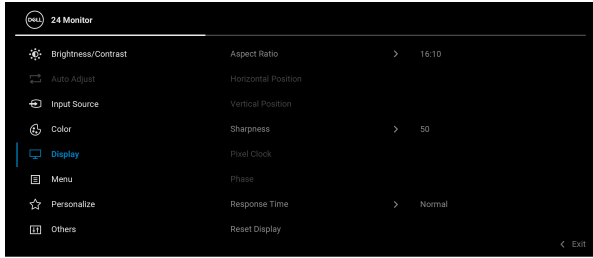 DELL 24 Monitor
Brightness/Contrast Aspect Ratio > 16:10
Auto Adjust Horizontal Position
Input Source Vertical Position
Color Sharpness > 50
Display Pixel Clock
Menu Phase
Personalize Response Time > Normal
Others Reset Display
< Exit